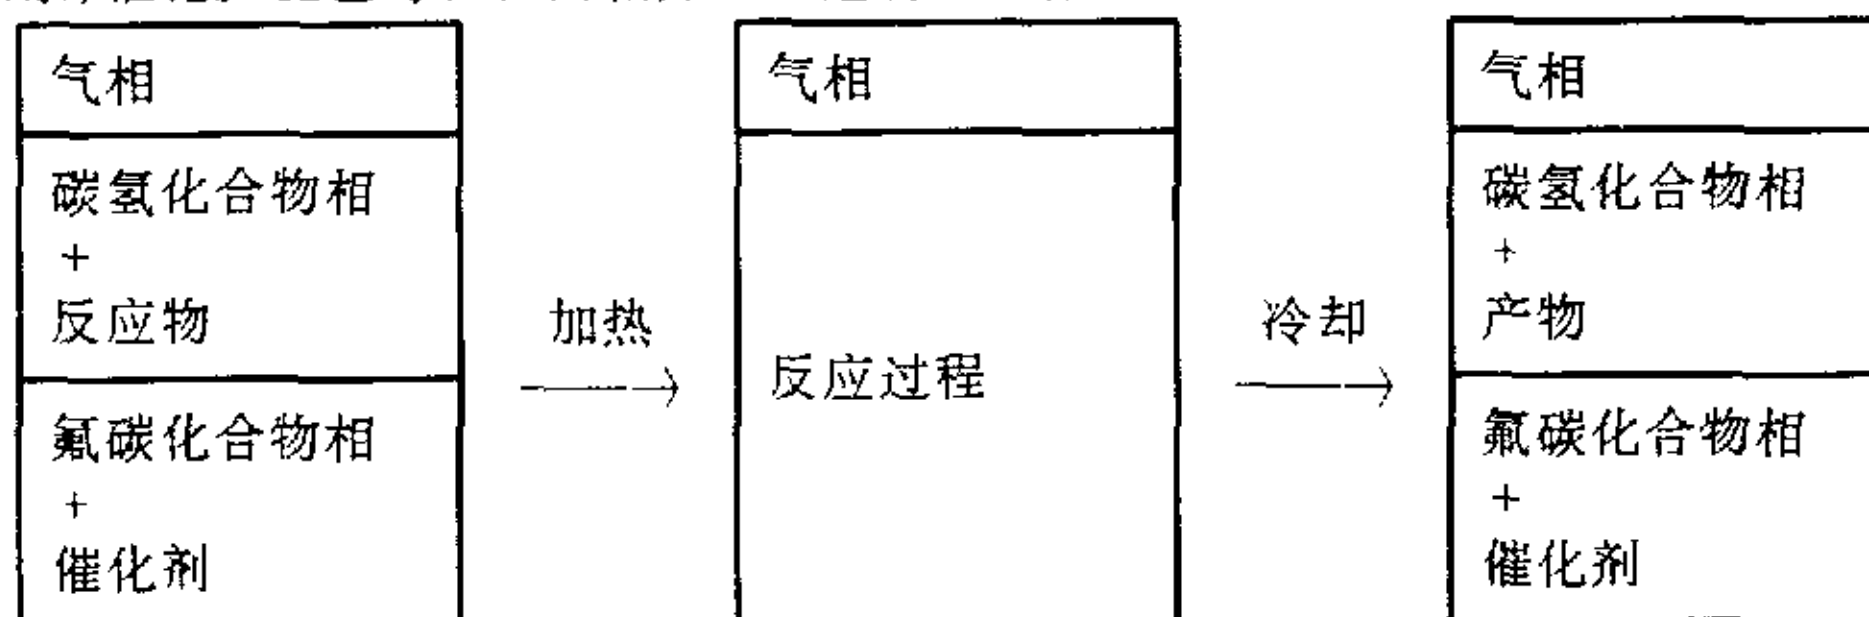 气相
碳氢化合物相
+
反应物
氟碳化合物相
+
催化剂
加热
气相
反应过程
冷却
气相
碳氢化合物相
+
产物
氟碳化合物相
+
催化剂